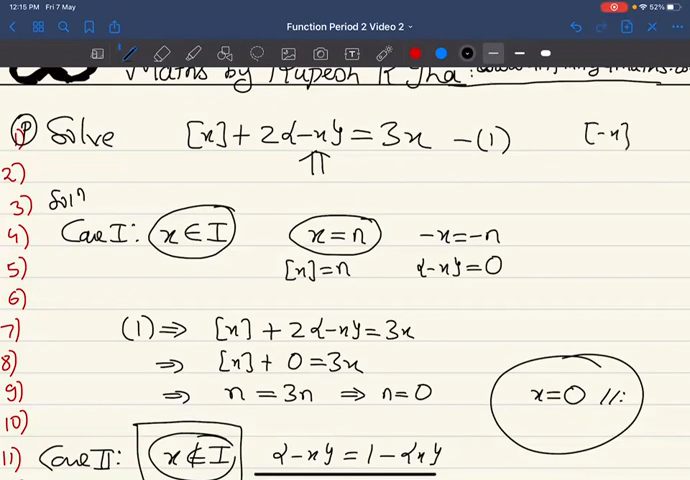 12:15 PM Fri 7 May
52%
Function Period 2 Video 2
Maths by Rupesh K Jha:
(P) Solve [x] + 2{-x} = 3x —(1) [-x]
1)
2)
3) Solⁿ
4) Case I: x ∈ I x = n -x = -n
5) [x] = n {-x} = 0
6)
7) (1) ⇒ [x] + 2{-x} = 3x
8) ⇒ [x] + 0 = 3x
9) ⇒ n = 3n ⇒ n = 0 x = 0 //:
10)
11) Case II: x ∉ I {-x} = 1 - {x}